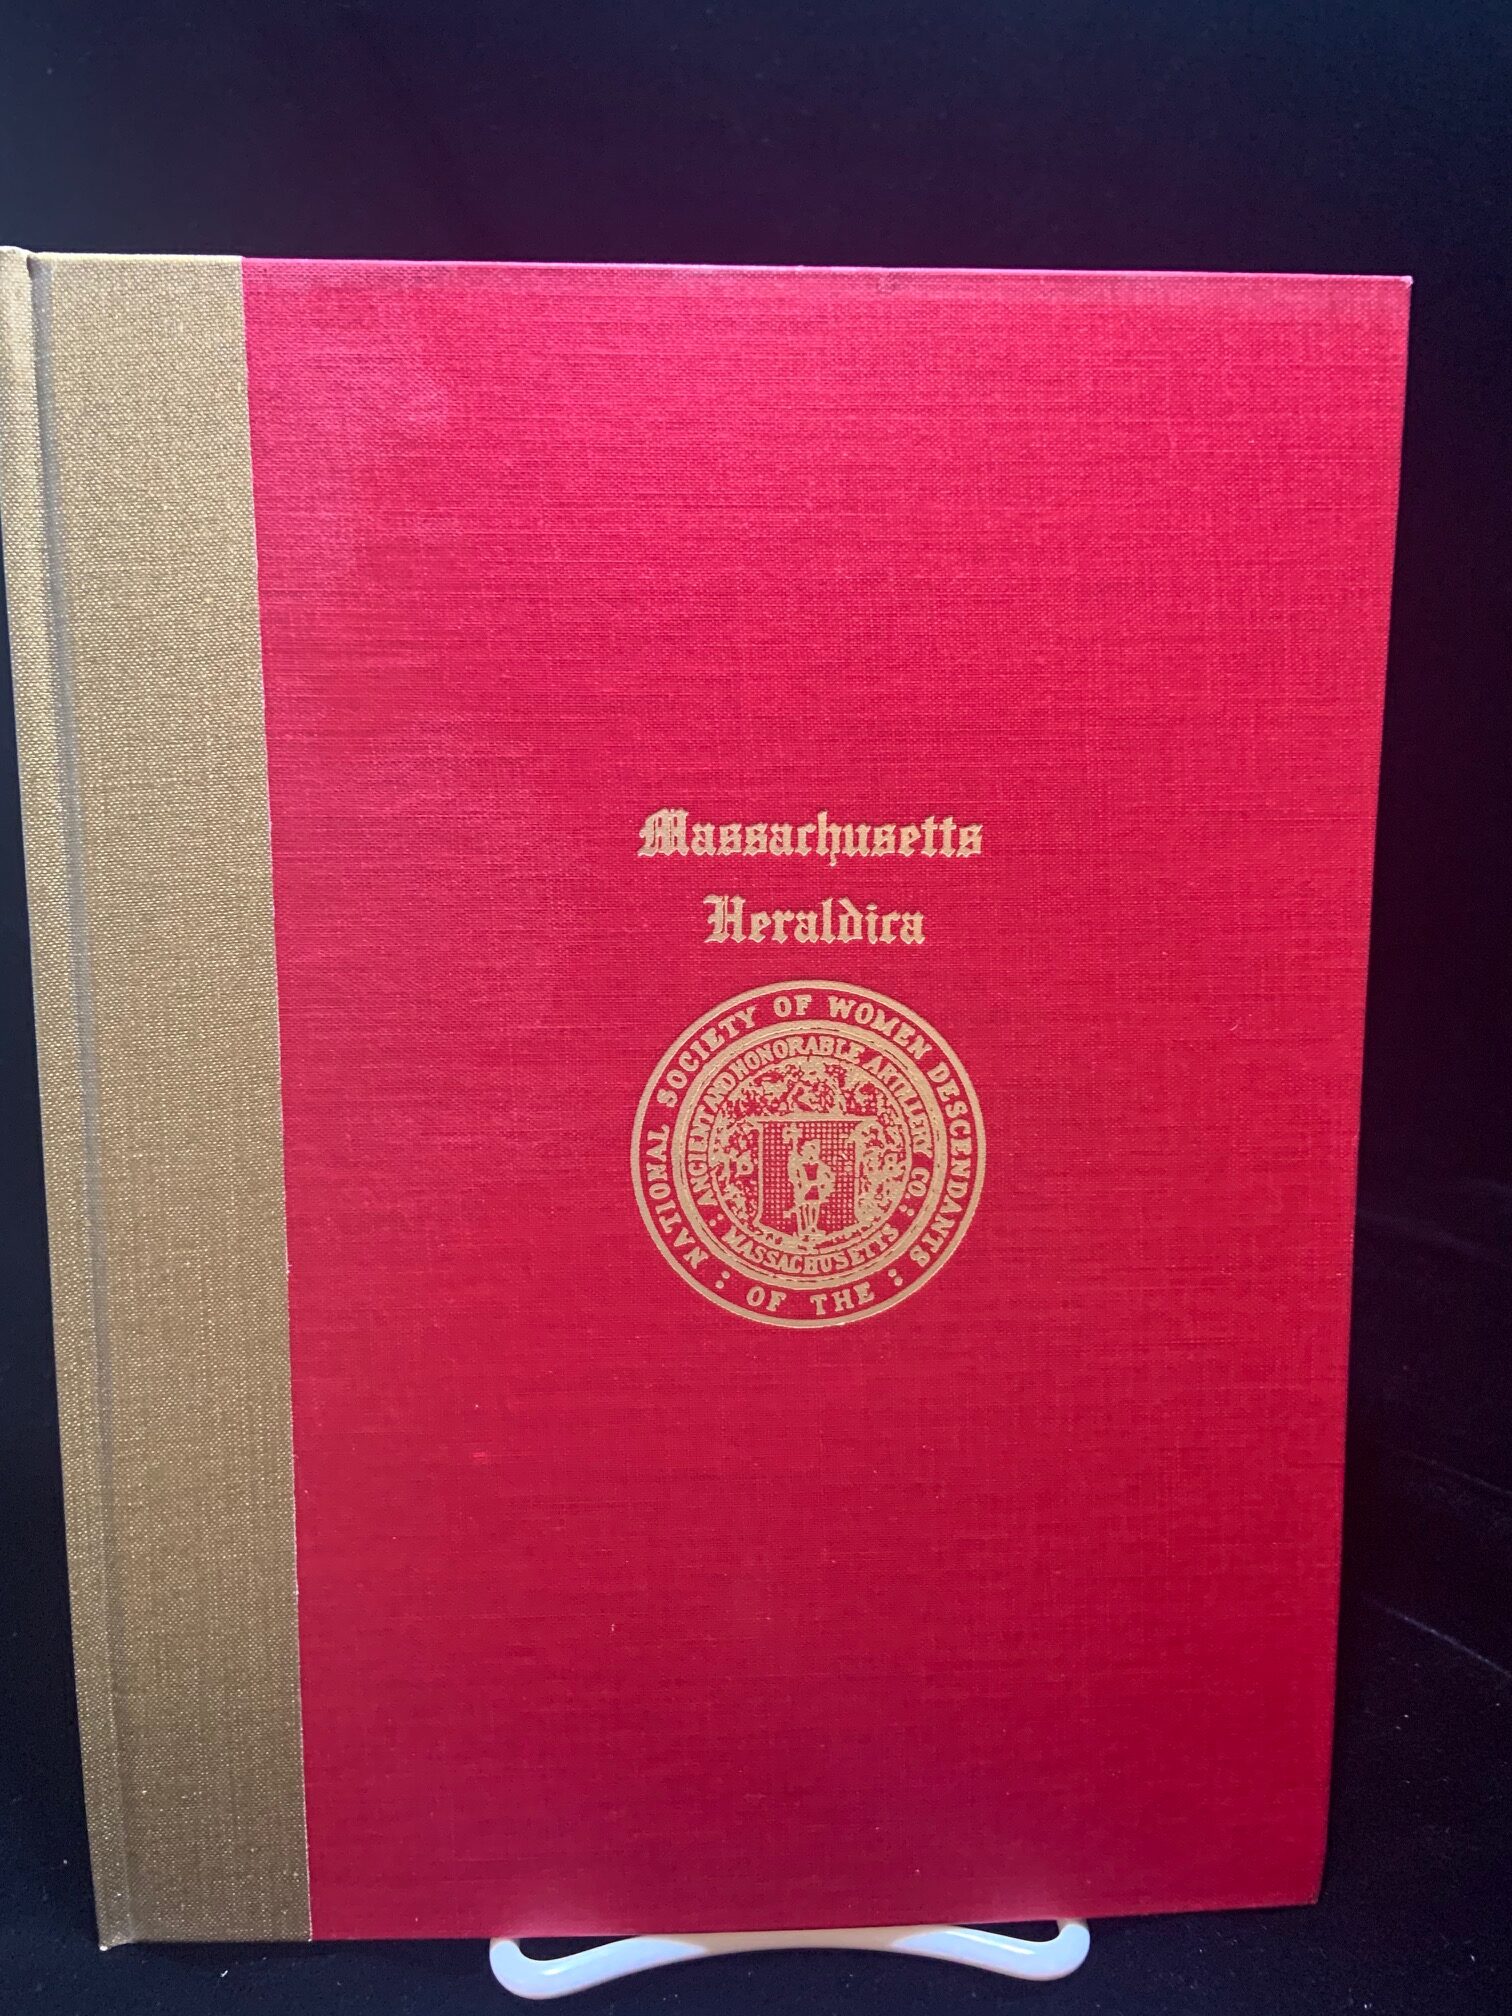 Massachusetts
Heraldica
NATIONAL SOCIETY OF WOMEN DESCENDANTS
: OF THE :
ANCIENT AND HONORABLE ARTILLERY CO :
: MASSACHUSETTS